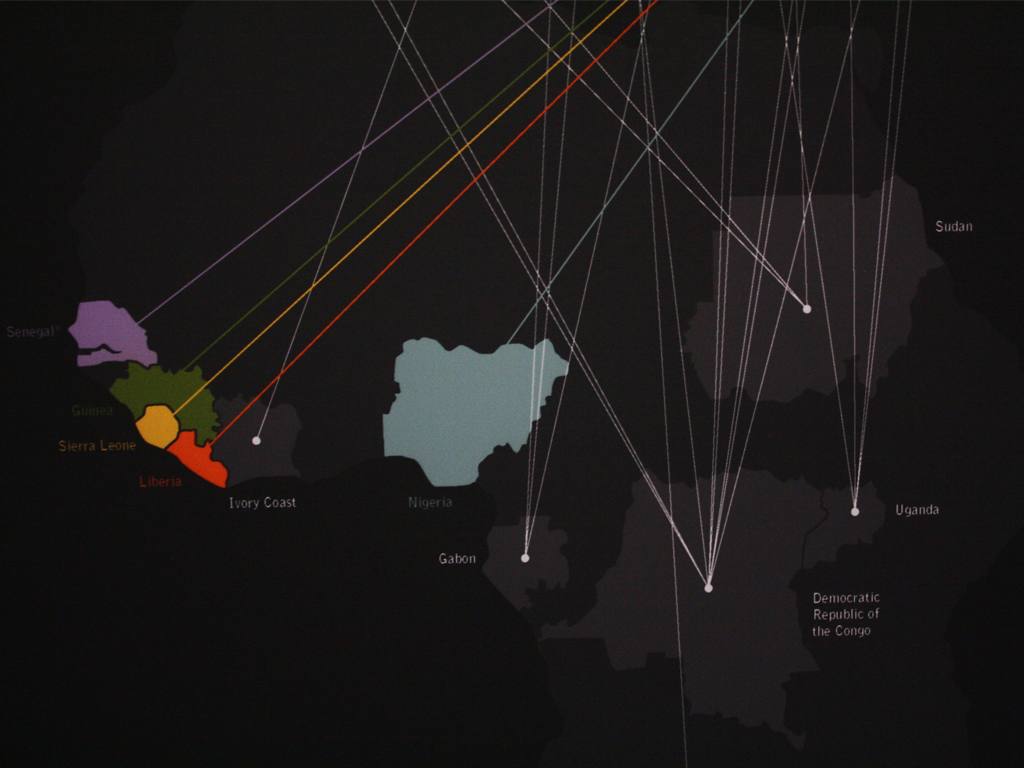 Sudan
Senegal*
Guinea
Sierra Leone
Liberia
Ivory Coast
Nigeria
Uganda
Gabon
Democratic
Republic of
the Congo